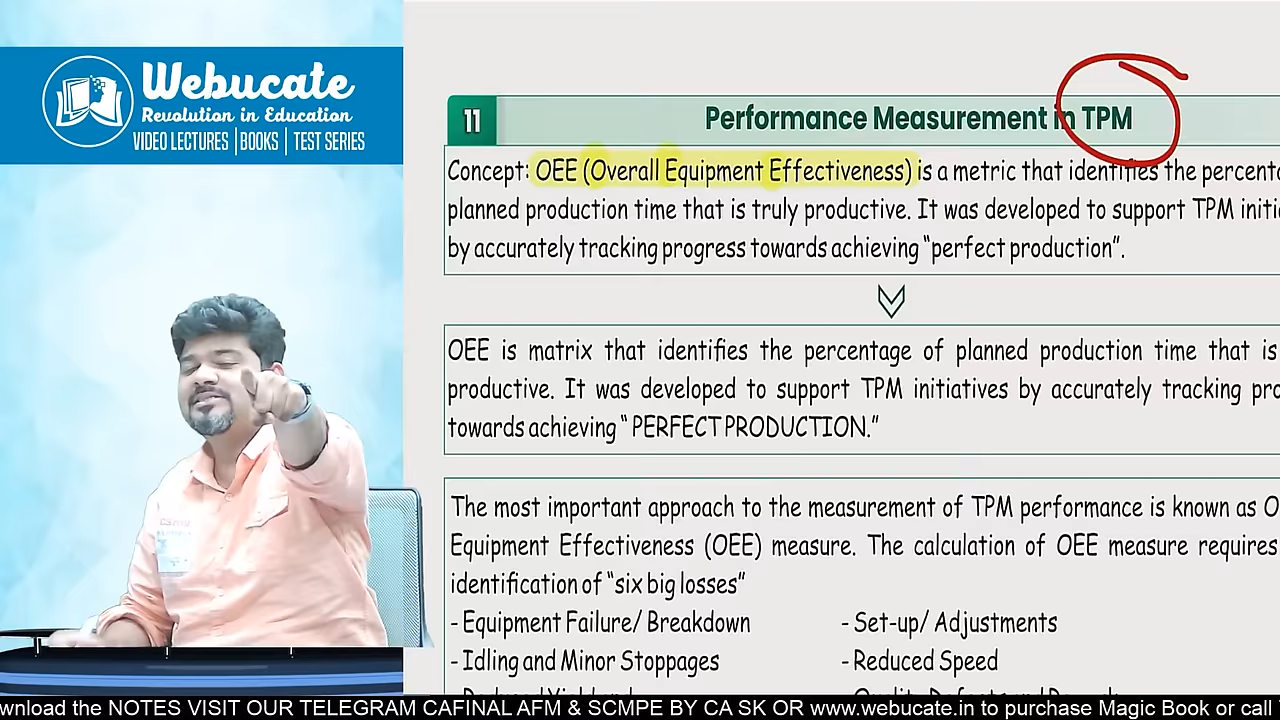 Webucate
Revolution in Education
VIDEO LECTURES | BOOKS | TEST SERIES
11
Performance Measurement in TPM
Concept: OEE (Overall Equipment Effectiveness) is a metric that identifies the
planned production time that is truly productive. It was developed to support TPM
by accurately tracking progress towards achieving “perfect production”.
OEE is matrix that identifies the percentage of planned production time that is
productive. It was developed to support TPM initiatives by accurately tracking
towards achieving “ PERFECT PRODUCTION.”
The most important approach to the measurement of TPM performance is known as
Equipment Effectiveness (OEE) measure. The calculation of OEE measure requires
identification of “six big losses”
- Equipment Failure/ Breakdown
- Set-up/ Adjustments
- Idling and Minor Stoppages
- Reduced Speed
wnload the NOTES VISIT OUR TELEGRAM CAFINAL AFM & SCMPE BY CA SK OR www.webucate.in to purchase Magic Book or call